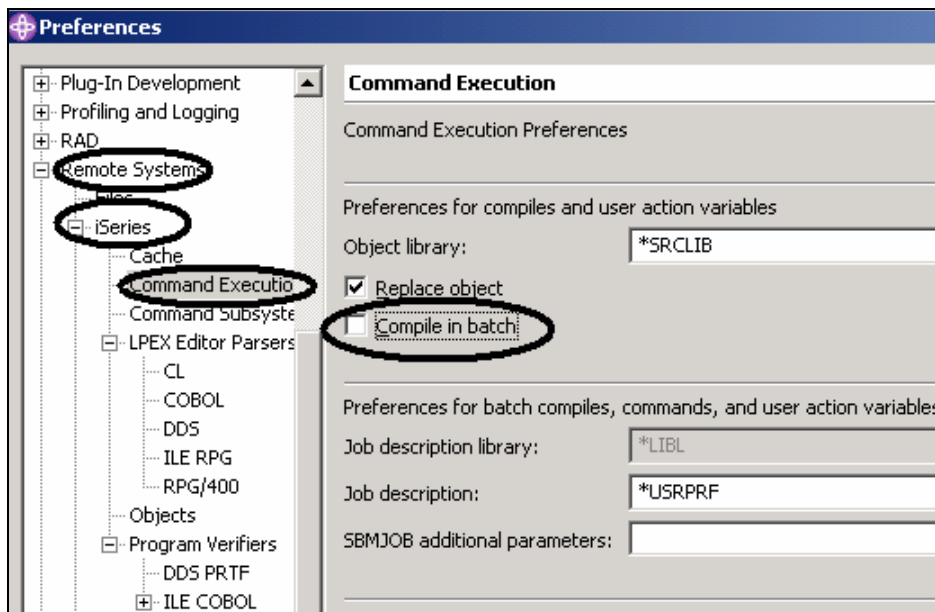 Preferences
Plug-In Development
Profiling and Logging
RAD
Remote Systems
Files
iSeries
Cache
Command Executio
Command Subsyste
LPEX Editor Parsers
CL
COBOL
DDS
ILE RPG
RPG/400
Objects
Program Verifiers
DDS PRTF
ILE COBOL
Command Execution
Command Execution Preferences
Preferences for compiles and user action variables
Object library:
*SRCLIB
Replace object
Compile in batch
Preferences for batch compiles, commands, and user action variables
Job description library:
*LIBL
Job description:
*USRPRF
SBMJOB additional parameters: